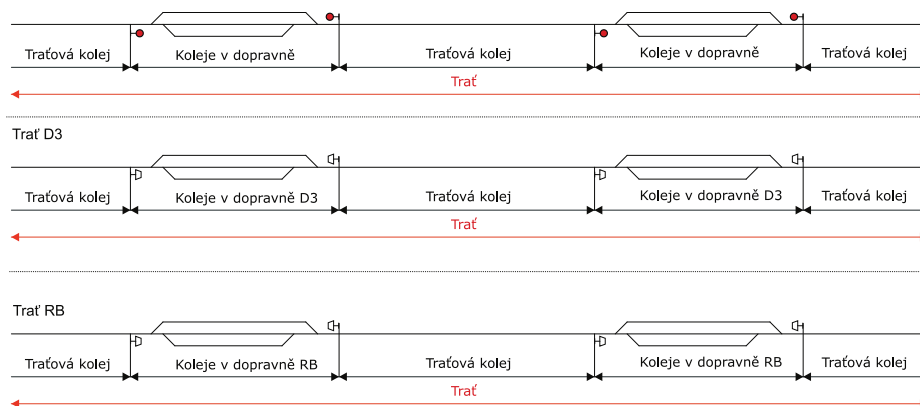 Traťová kolej Koleje v dopravně Traťová kolej Koleje v dopravně Traťová kolej
Trať
Trať D3
Traťová kolej Koleje v dopravně D3 Traťová kolej Koleje v dopravně D3 Traťová kolej
Trať
Trať RB
Traťová kolej Koleje v dopravně RB Traťová kolej Koleje v dopravně RB Traťová kolej
Trať